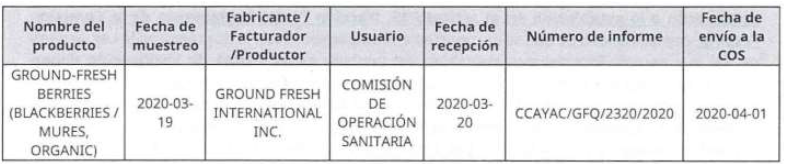 Nombre del producto
Fecha de muestreo
Fabricante / Facturador /Productor
Usuario
Fecha de recepción
Número de informe
Fecha de envío a la COS
GROUND-FRESH BERRIES (BLACKBERRIES / MURES, ORGANIC)
2020-03-19
GROUND FRESH INTERNATIONAL INC.
COMISIÓN DE OPERACIÓN SANITARIA
2020-03-20
CCAYAC/GFQ/2320/2020
2020-04-01